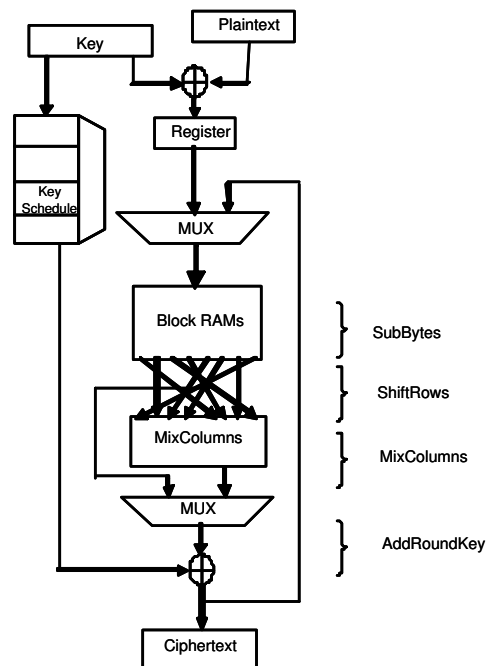 Plaintext
Key
Register
Key
Schedule
MUX
Block RAMs
SubBytes
ShiftRows
MixColumns
MixColumns
MUX
AddRoundKey
Ciphertext